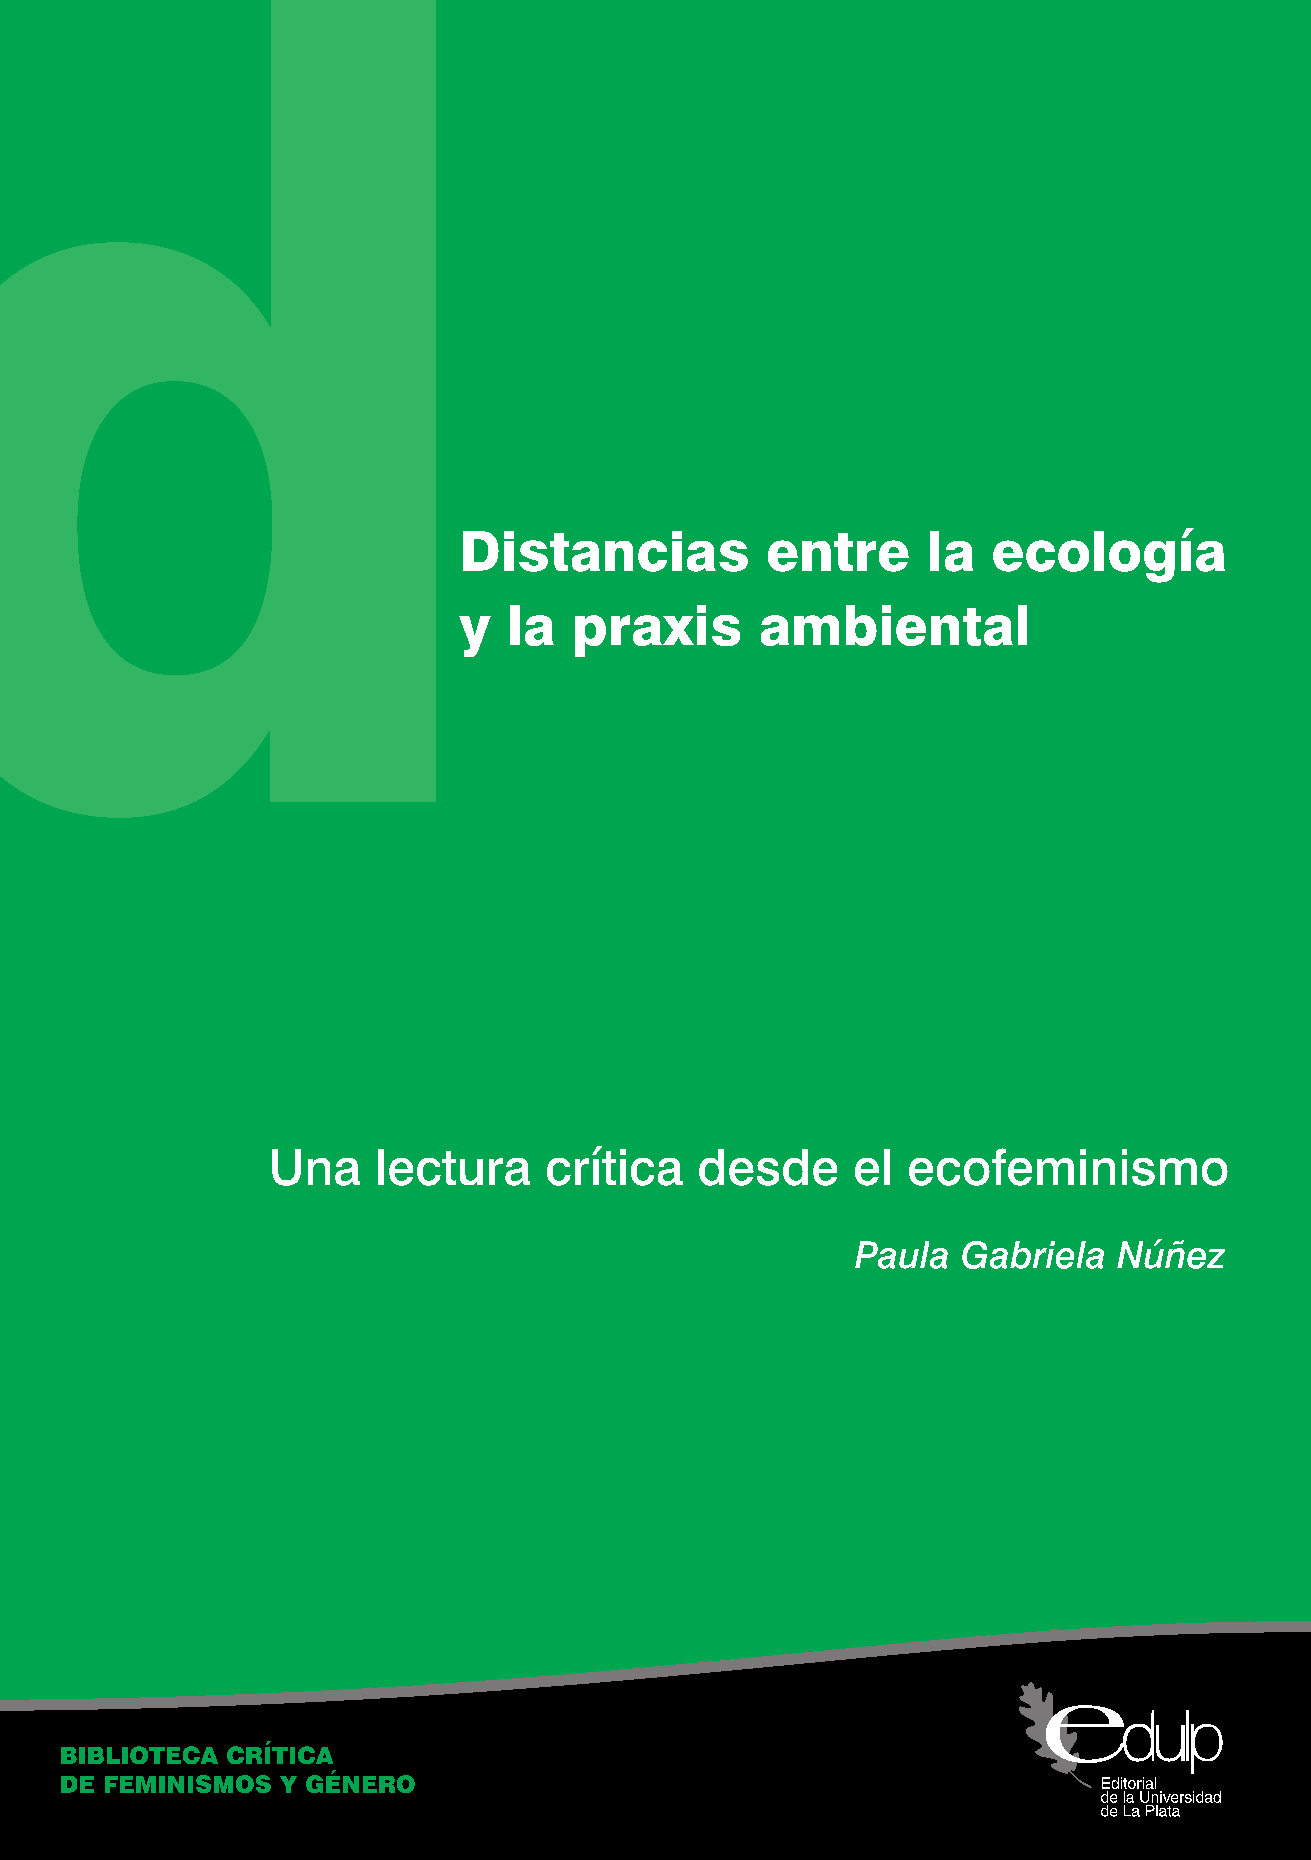 d
Distancias entre la ecología
y la praxis ambiental
Una lectura crítica desde el ecofeminismo
Paula Gabriela Núñez
BIBLIOTECA CRÍTICA
DE FEMINISMOS Y GÉNERO
edulp
Editorial
de la Universidad
de La Plata